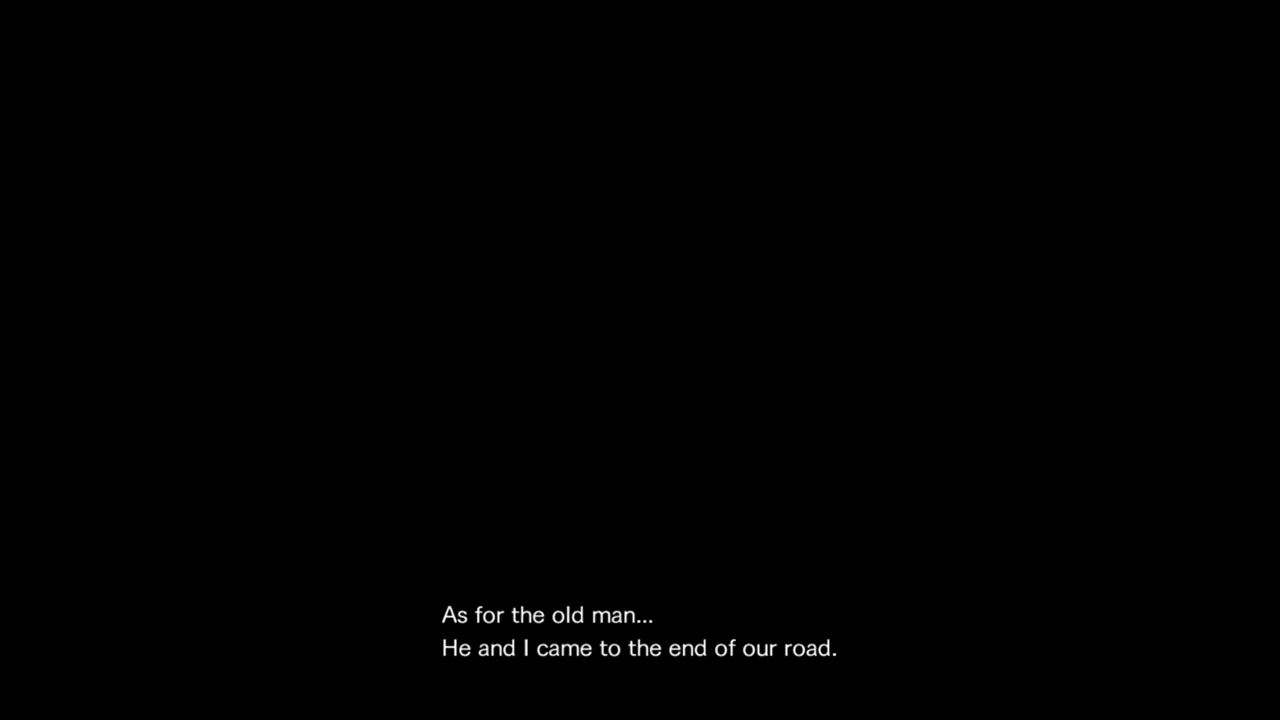 As for the old man...
He and I came to the end of our road.